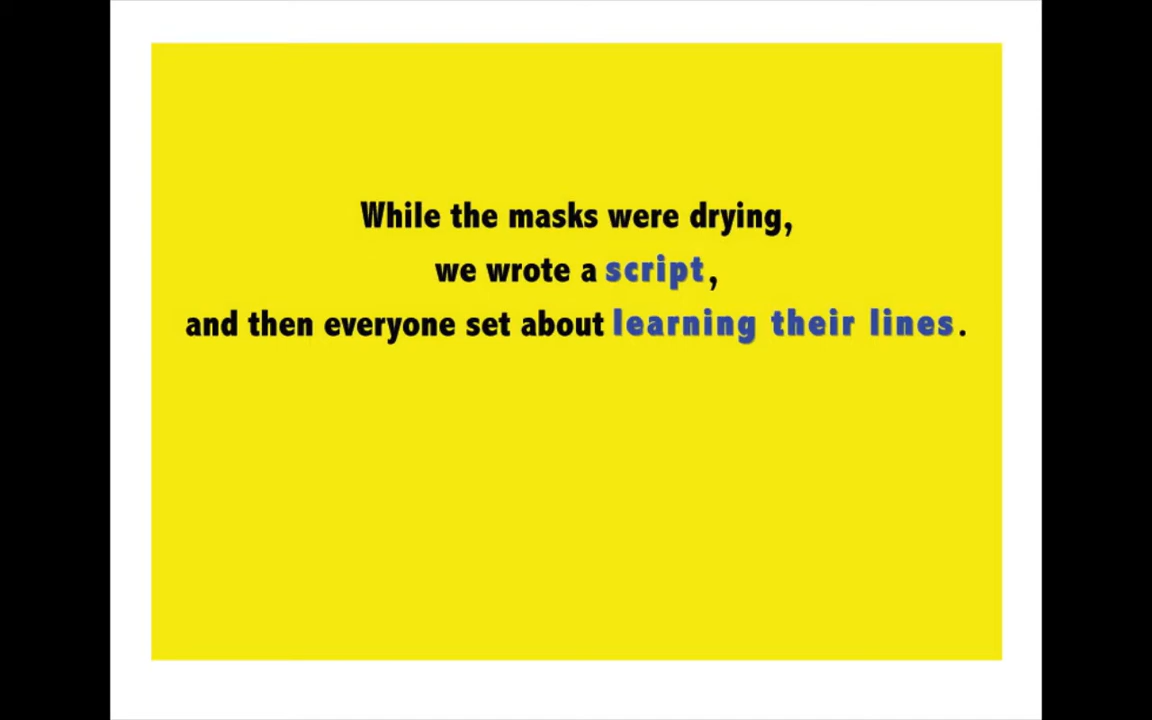 While the masks were drying,
we wrote a script,
and then everyone set about learning their lines.